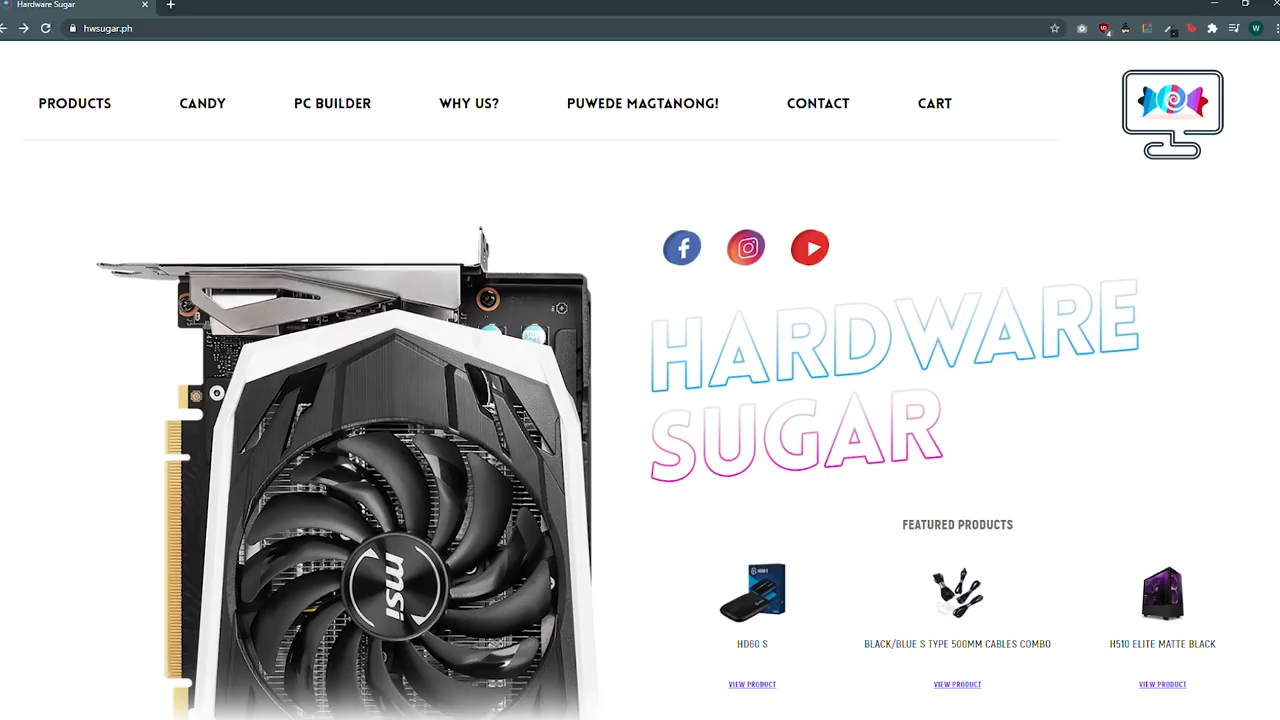 Hardware Sugar
hwsugar.ph
PRODUCTS
CANDY
PC BUILDER
WHY US?
PUWEDE MAGTANONG!
CONTACT
CART
HARDWARE
SUGAR
msi
FEATURED PRODUCTS
HD60 S
BLACK/BLUE S TYPE 500MM CABLES COMBO
H510 ELITE MATTE BLACK
VIEW PRODUCT
VIEW PRODUCT
VIEW PRODUCT